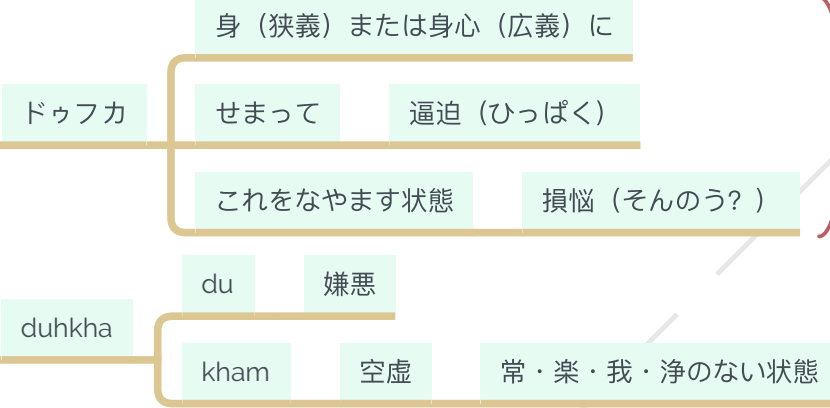 身（狭義）または身心（広義）に
ドゥフカ
せまって
逼迫（ひっぱく）
これをなやます状態
損悩（そんのう？）
du
嫌悪
duhkha
kham
空虚
常・楽・我・浄のない状態